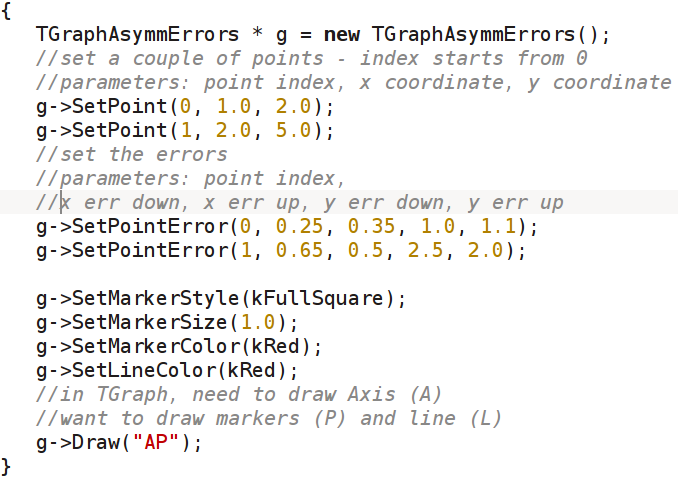 {
   TGraphAsymmErrors * g = new TGraphAsymmErrors();
   //set a couple of points - index starts from 0
   //parameters: point index, x coordinate, y coordinate
   g->SetPoint(0, 1.0, 2.0);
   g->SetPoint(1, 2.0, 5.0);
   //set the errors
   //parameters: point index,
   //x err down, x err up, y err down, y err up
   g->SetPointError(0, 0.25, 0.35, 1.0, 1.1);
   g->SetPointError(1, 0.65, 0.5, 2.5, 2.0);

   g->SetMarkerStyle(kFullSquare);
   g->SetMarkerSize(1.0);
   g->SetMarkerColor(kRed);
   g->SetLineColor(kRed);
   //in TGraph, need to draw Axis (A)
   //want to draw markers (P) and line (L)
   g->Draw("AP");
}